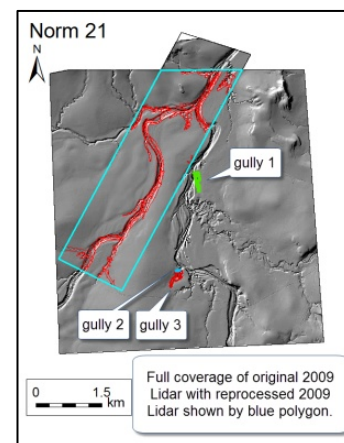 Norm 21
N
gully 1
gully 2
gully 3
0 1.5
km
Full coverage of original 2009
Lidar with reprocessed 2009
Lidar shown by blue polygon.